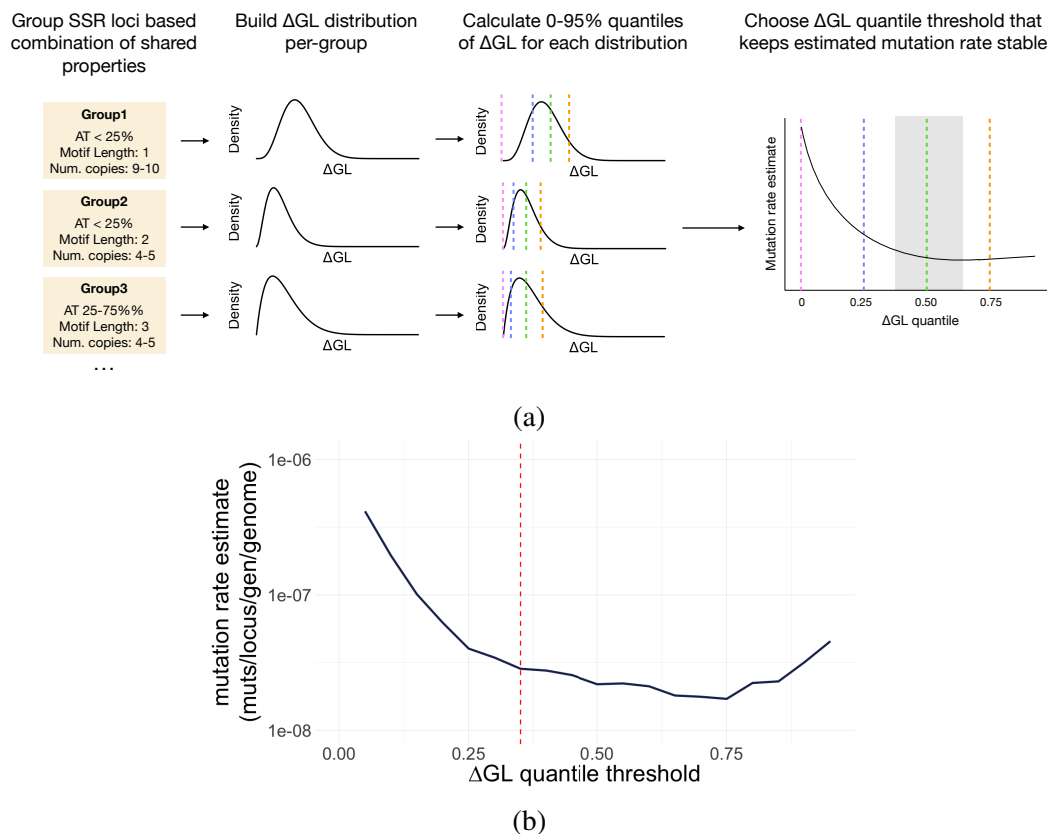 Group SSR loci based
combination of shared
properties
Build ΔGL distribution
per-group
Calculate 0-95% quantiles
of ΔGL for each distribution
Choose ΔGL quantile threshold that
keeps estimated mutation rate stable
Group1
AT < 25%
Motif Length: 1
Num. copies: 9-10
Density
ΔGL
Density
ΔGL
Group2
AT < 25%
Motif Length: 2
Num. copies: 4-5
Density
ΔGL
Density
ΔGL
Group3
AT 25-75%%
Motif Length: 3
Num. copies: 4-5
Density
ΔGL
Density
ΔGL
...
Mutation rate estimate
0 0.25 0.50 0.75
ΔGL quantile
(a)
mutation rate estimate
(muts/locus/gen/genome)
1e-06
1e-07
1e-08
0.00 0.25 0.50 0.75
ΔGL quantile threshold
(b)